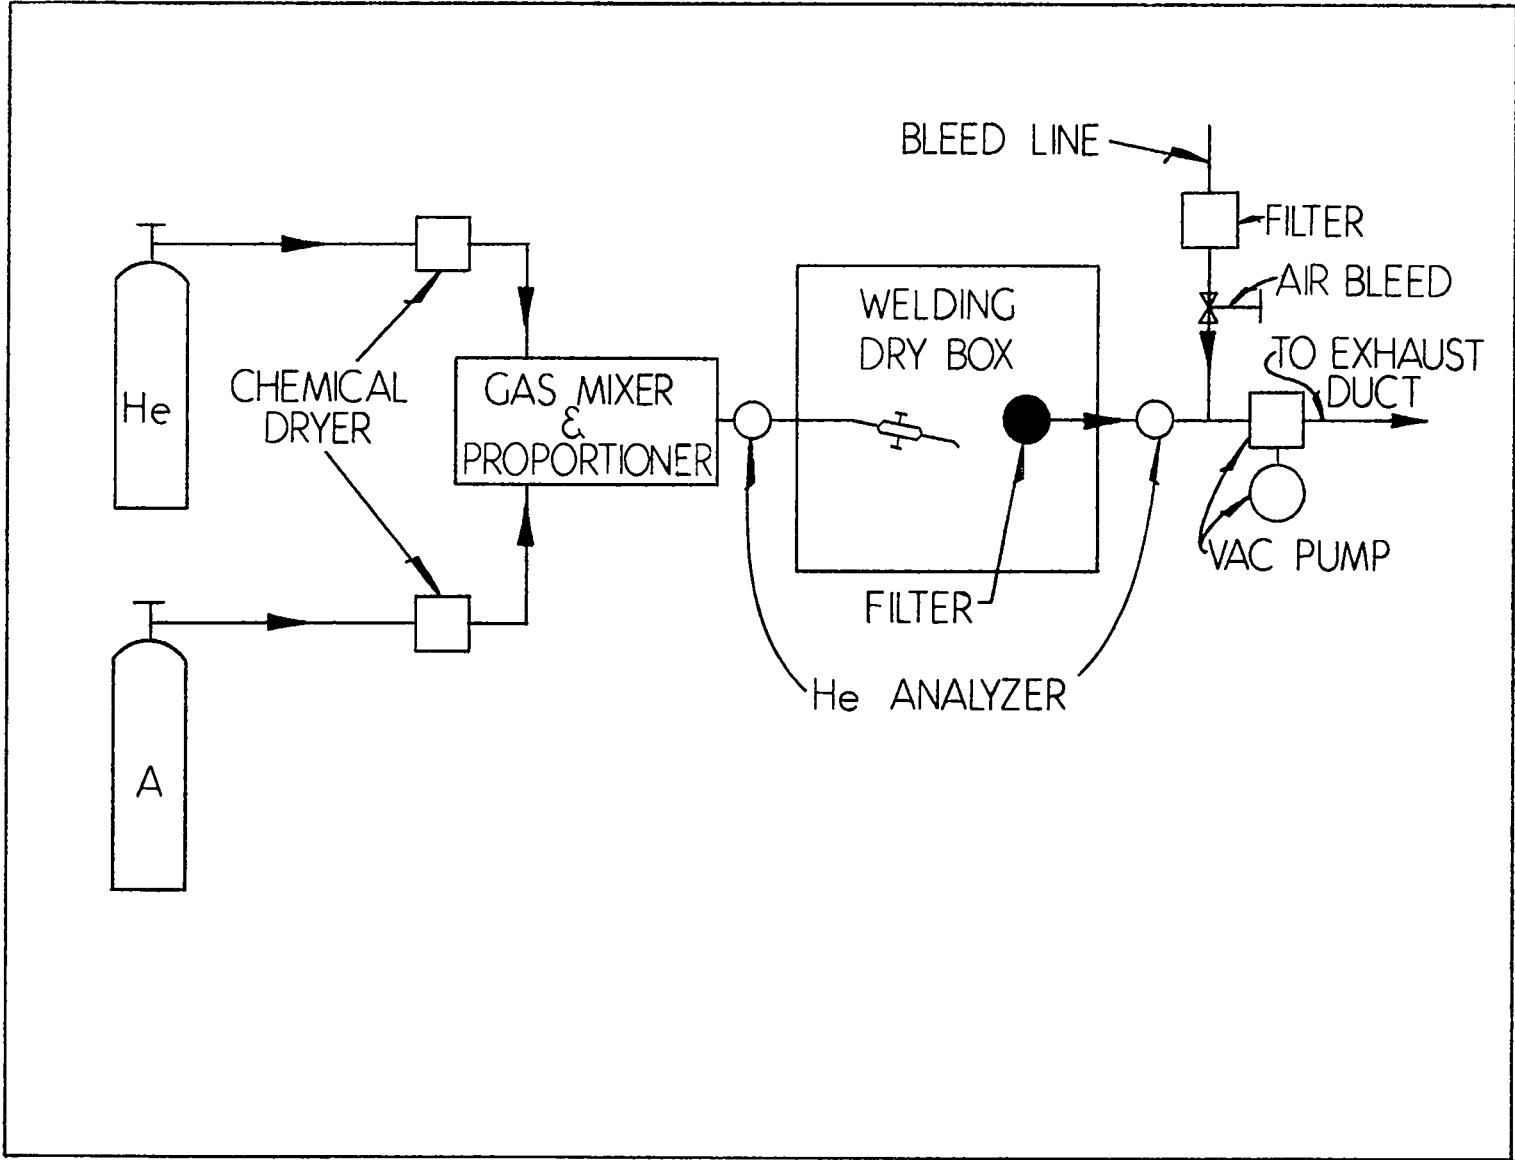 BLEED LINE
FILTER
AIR BLEED
WELDING
DRY BOX
TO EXHAUST
DUCT
He
CHEMICAL
DRYER
GAS MIXER
&
PROPORTIONER
VAC PUMP
FILTER
He ANALYZER
A